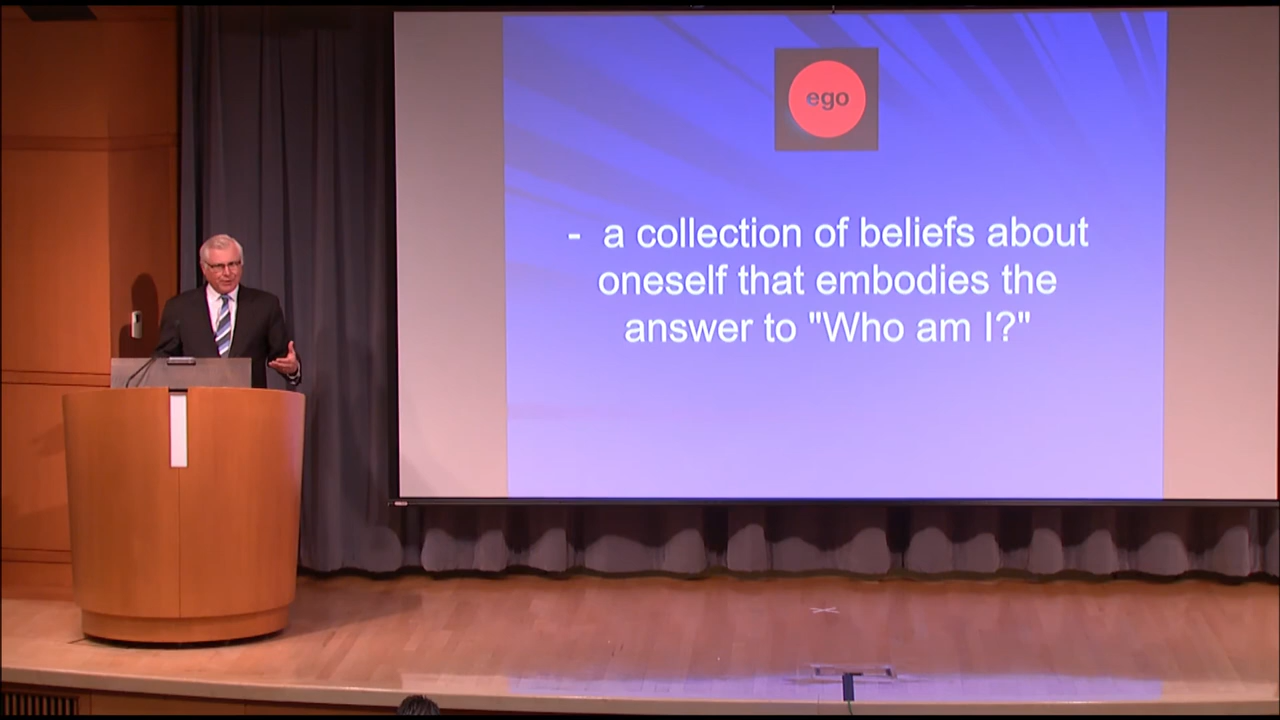 ego
- a collection of beliefs about
oneself that embodies the
answer to "Who am I?"